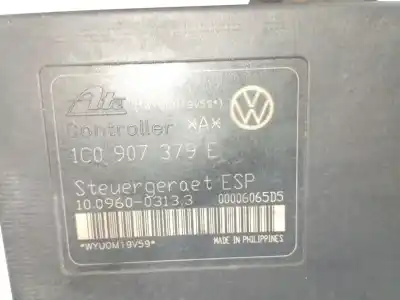 Ate
Controller *A*
1C0 907 379 E
Steuergeraet ESP
10.0960-0313.3 00006065D5
*WYU0M19V59*
MADE IN PHILIPPINES